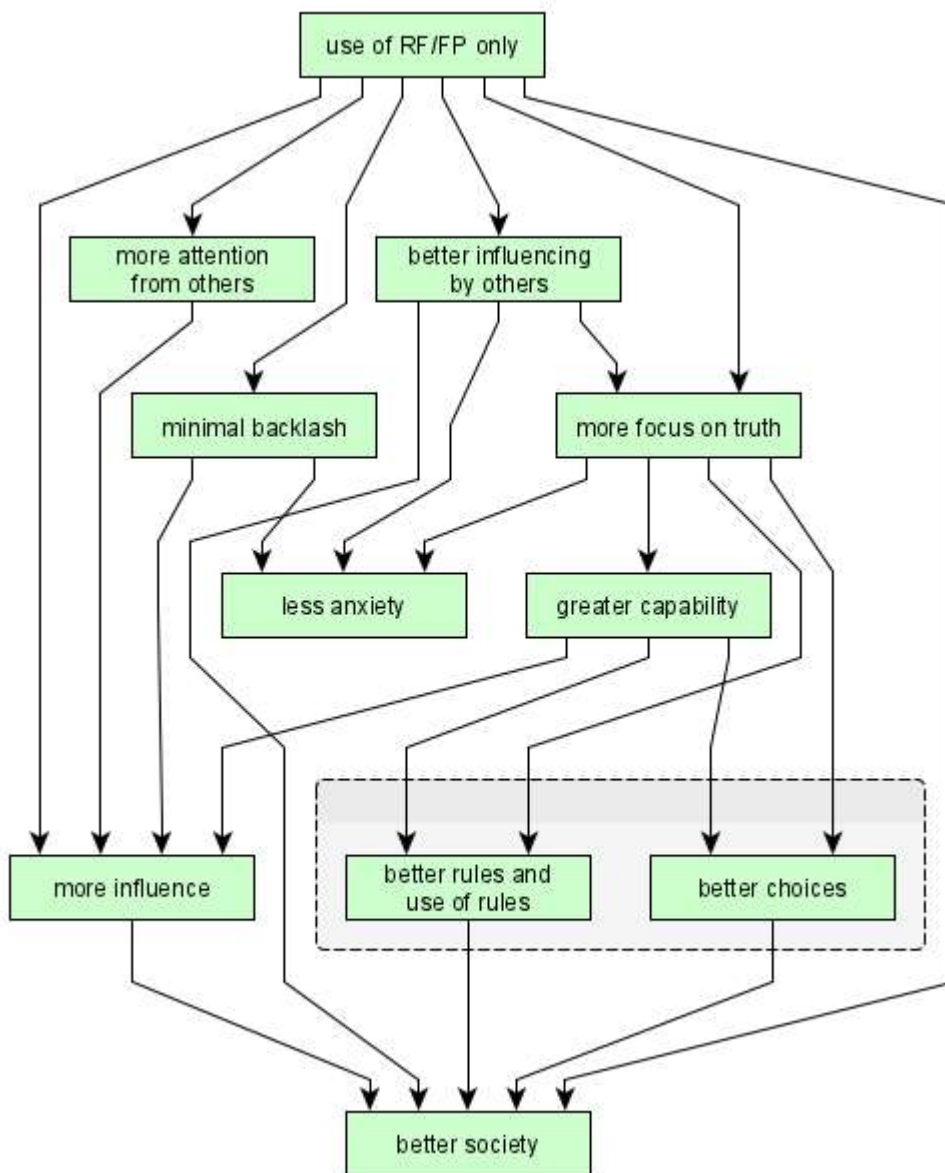 use of RF/FP only
more attention
from others
better influencing
by others
minimal backlash
more focus on truth
less anxiety
greater capability
more influence
better rules and
use of rules
better choices
better society